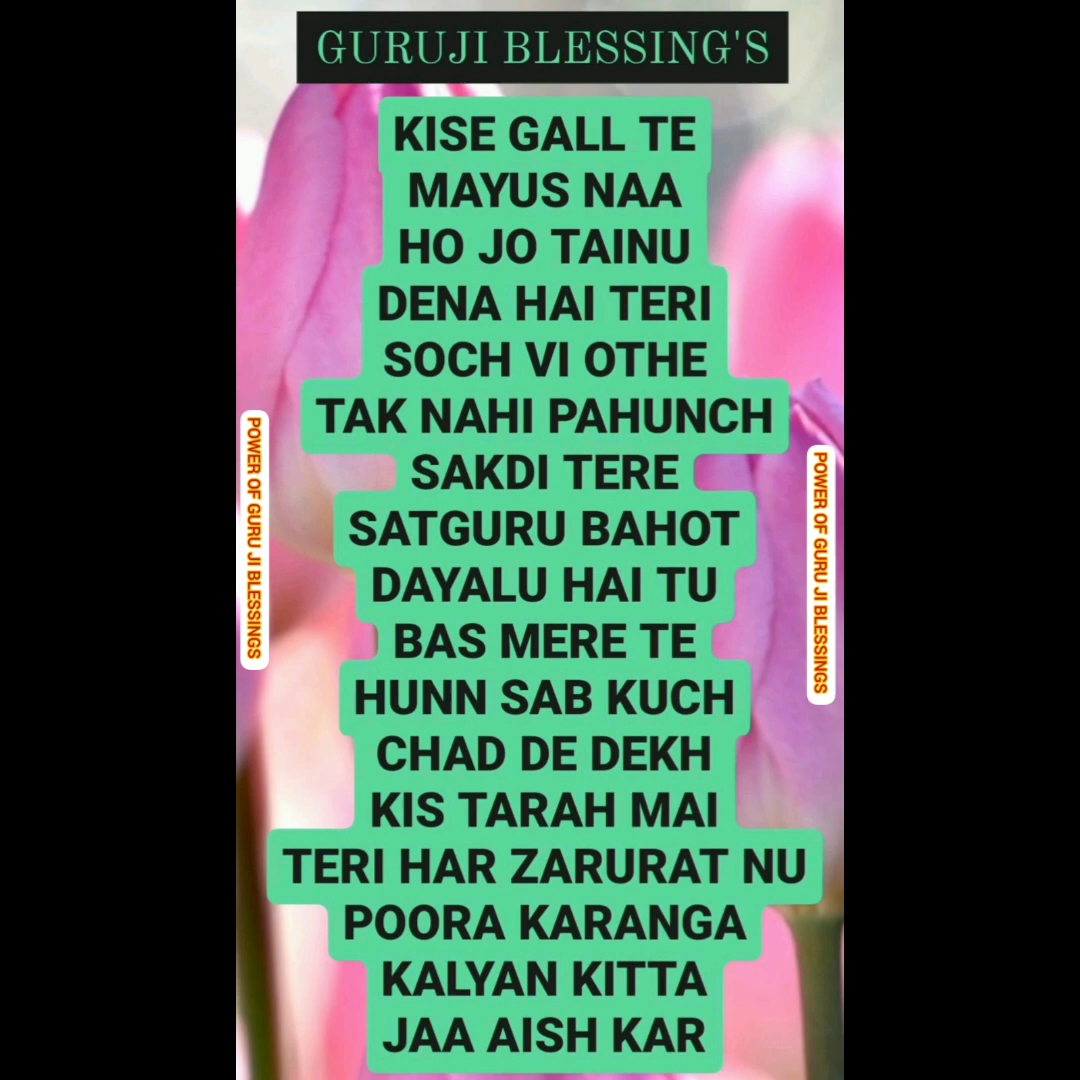 GURUJI BLESSING'S
KISE GALL TE
MAYUS NAA
HO JO TAINU
DENA HAI TERI
SOCH VI OTHE
TAK NAHI PAHUNCH
SAKDI TERE
SATGURU BAHOT
DAYALU HAI TU
BAS MERE TE
HUNN SAB KUCH
CHAD DE DEKH
KIS TARAH MAI
TERI HAR ZARURAT NU
POORA KARANGA
KALYAN KITTA
JAA AISH KAR
POWER OF GURU JI BLESSINGS
POWER OF GURU JI BLESSINGS